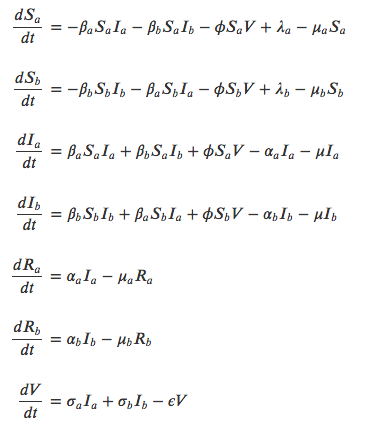 dS_a/dt = −β_a S_a I_a − β_b S_a I_b − ϕ S_a V + λ_a − μ_a S_a
dS_b/dt = −β_b S_b I_b − β_a S_b I_a − ϕ S_b V + λ_b − μ_b S_b
dI_a/dt = β_a S_a I_a + β_b S_a I_b + ϕ S_a V − α_a I_a − μ I_a
dI_b/dt = β_b S_b I_b + β_a S_b I_a + ϕ S_b V − α_b I_b − μ I_b
dR_a/dt = α_a I_a − μ_a R_a
dR_b/dt = α_b I_b − μ_b R_b
dV/dt = σ_a I_a + σ_b I_b − ϵV